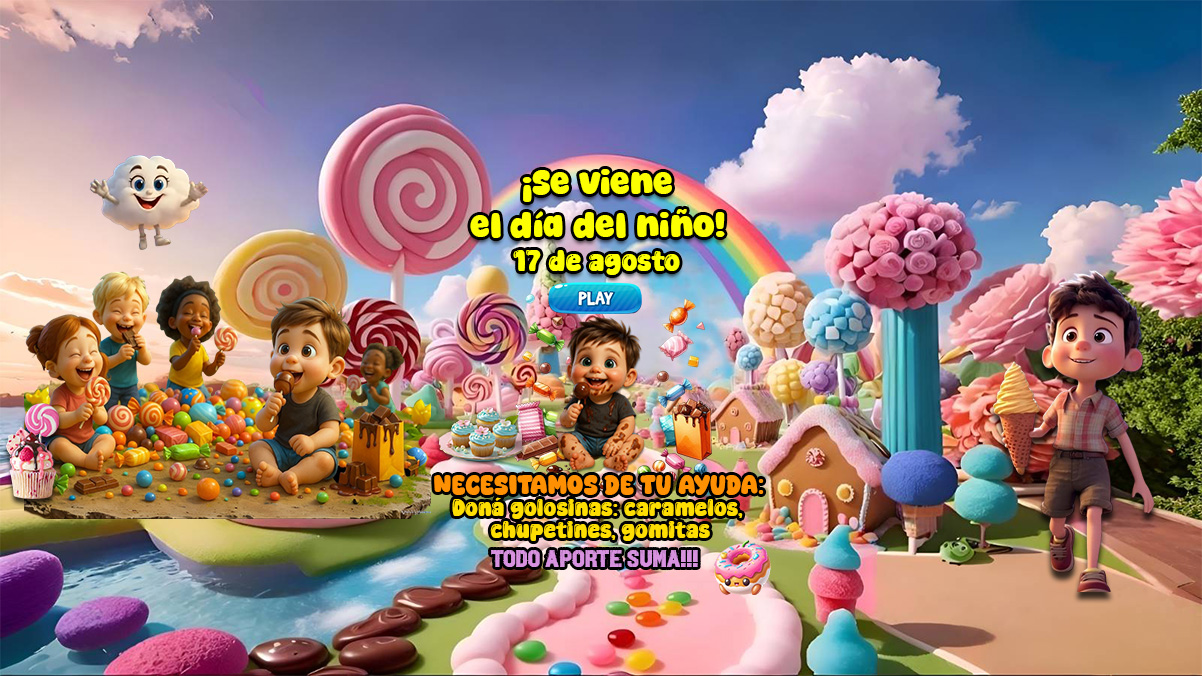 ¡Se viene
el día del niño!
17 de agosto
PLAY
NECESITAMOS DE TU AYUDA:
Doná golosinas: caramelos,
chupetines, gomitas
TODO APORTE SUMA!!!